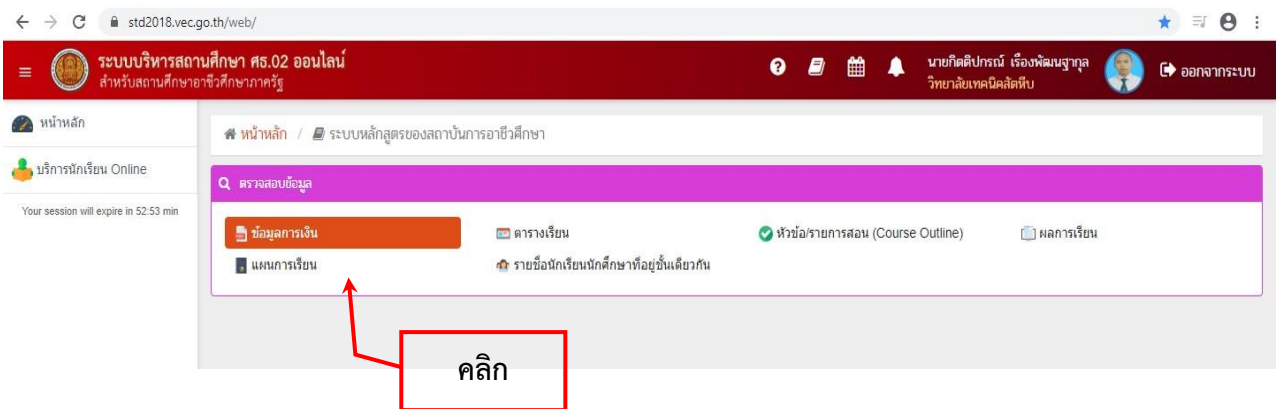 std2018.vec.go.th/web/
ระบบบริหารสถานศึกษา ศธ.02 ออนไลน์
สำหรับสถานศึกษาอาชีวศึกษาภาครัฐ
นายกิตติปกรณ์ เรืองพัฒนฐากุล
วิทยาลัยเทคนิคสัตหีบ
ออกจากระบบ
หน้าหลัก
บริการนักเรียน Online
Your session will expire in 52:53 min
หน้าหลัก / ระบบหลักสูตรของสถาบันการอาชีวศึกษา
ตรวจสอบข้อมูล
ข้อมูลการเงิน ตารางเรียน หัวข้อ/รายการสอน (Course Outline) ผลการเรียน
แผนการเรียน รายชื่อนักเรียนนักศึกษาที่อยู่ชั้นเดียวกัน
คลิก